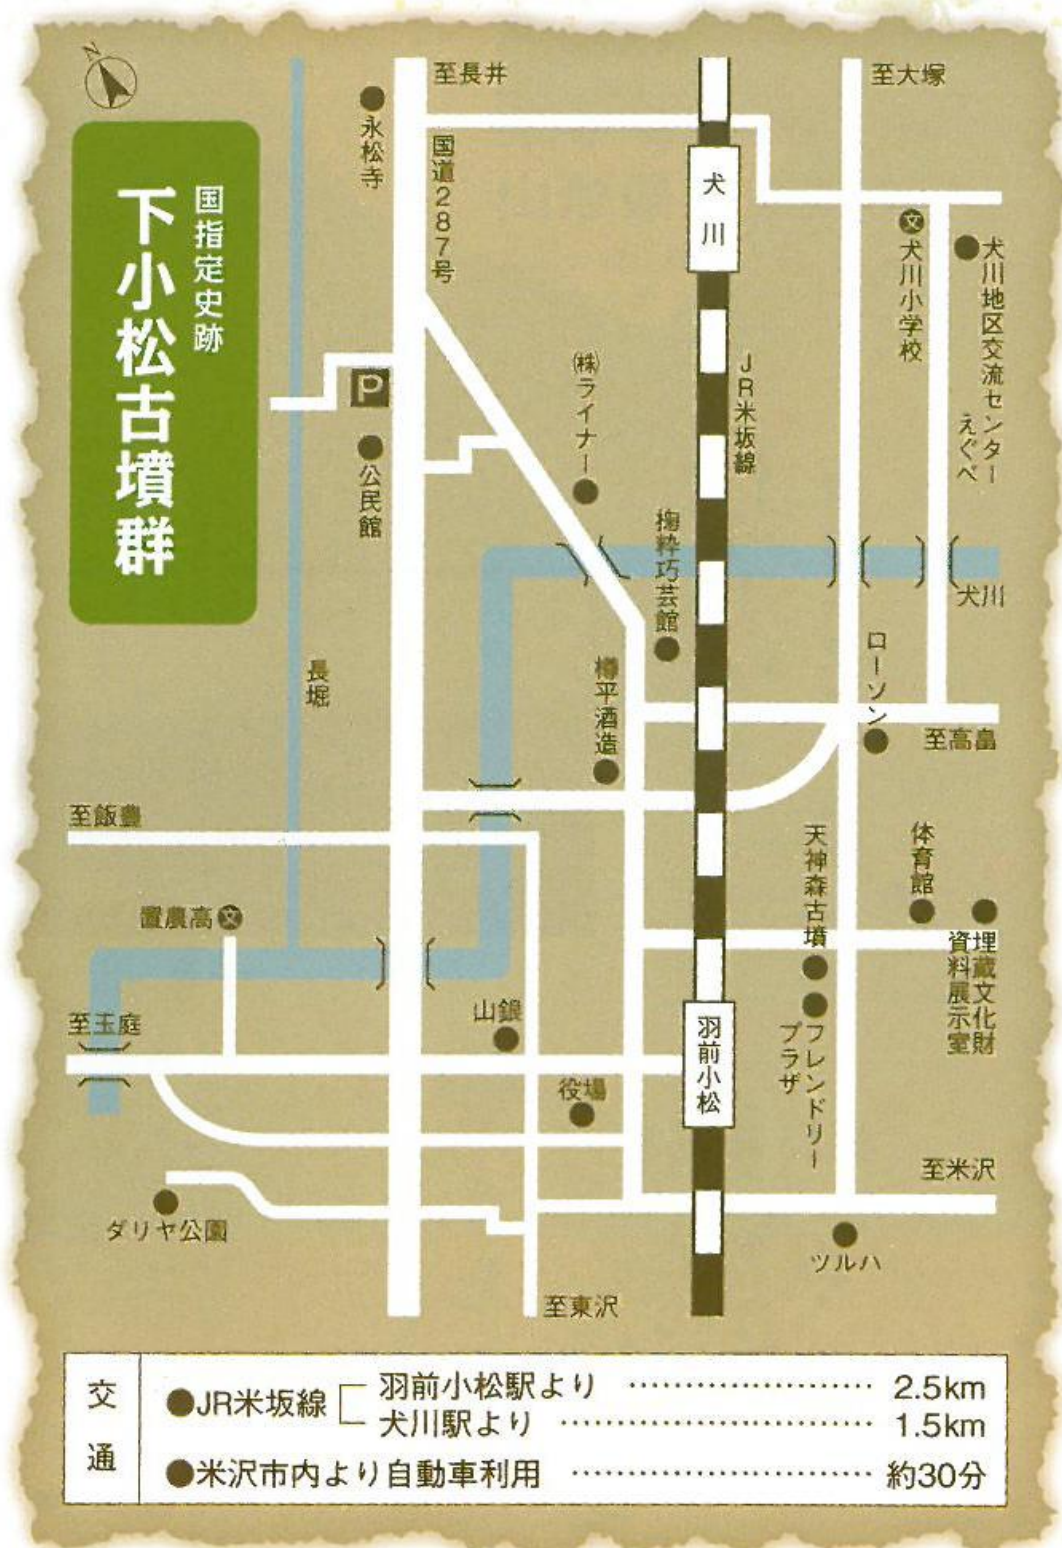 N
国指定史跡
下小松古墳群
至長井
至大塚
永松寺
国道287号
犬川
文
犬川小学校
犬川地区交流センター
えぐべ
㈱ライナー
JR米坂線
P
公民館
掬粋巧芸館
犬川
長堀
樽平酒造
ローソン
至高畠
至飯豊
天神森古墳
体育館
置農高
文
埋蔵文化財
資料展示室
至玉庭
山銀
羽前小松
フレンドリー
プラザ
役場
至米沢
ダリヤ公園
ツルハ
至東沢
交通
●JR米坂線
羽前小松駅より ……………………… 2.5km
犬川駅より ……………………………… 1.5km
●米沢市内より自動車利用 …………………………… 約30分